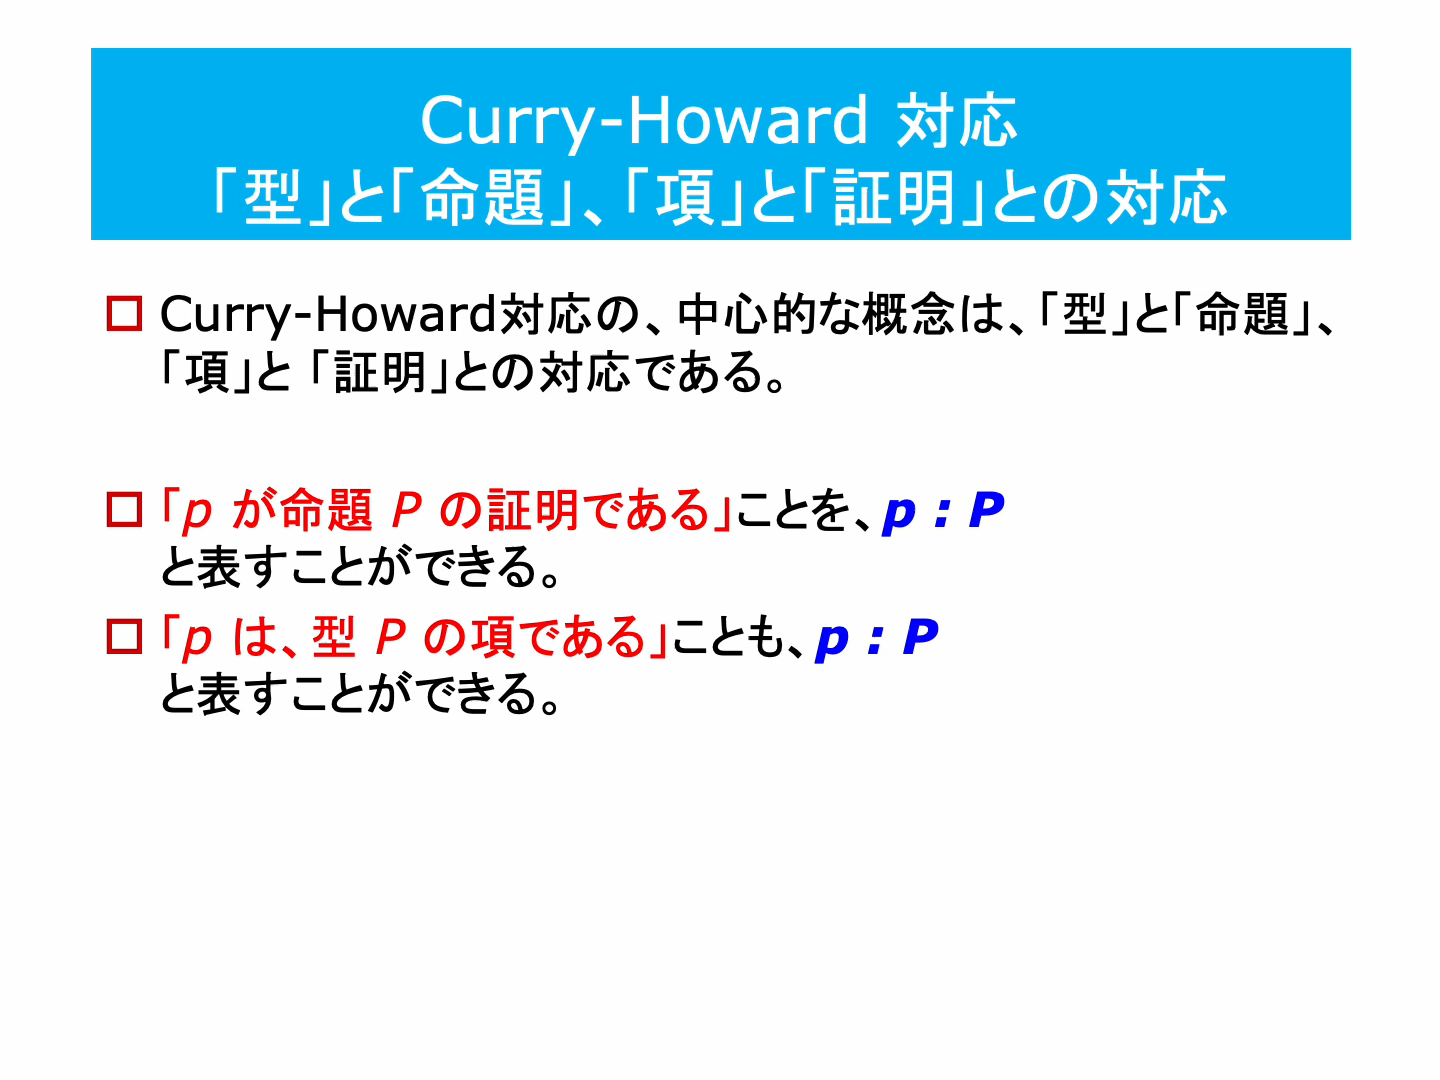 Curry-Howard 対応
「型」と「命題」、「項」と「証明」との対応
Curry-Howard対応の、中心的な概念は、「型」と「命題」、
「項」と 「証明」との対応である。
「p が命題 P の証明である」ことを、p : P
と表すことができる。
「p は、型 P の項である」ことも、p : P
と表すことができる。